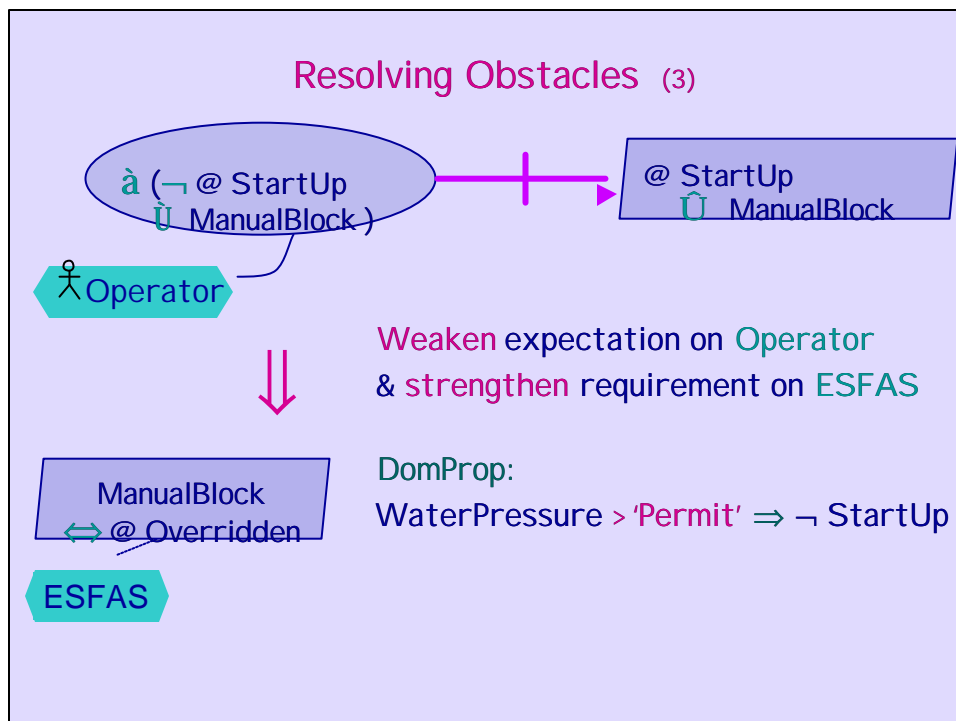 Resolving Obstacles (3)
à (¬ @ StartUp
Ù ManualBlock )
@ StartUp
Û ManualBlock
Operator
Weaken expectation on Operator
& strengthen requirement on ESFAS
⇓
ManualBlock
⇔ @ Overridden
DomProp:
WaterPressure > ‘Permit’ ⇒ ¬ StartUp
ESFAS